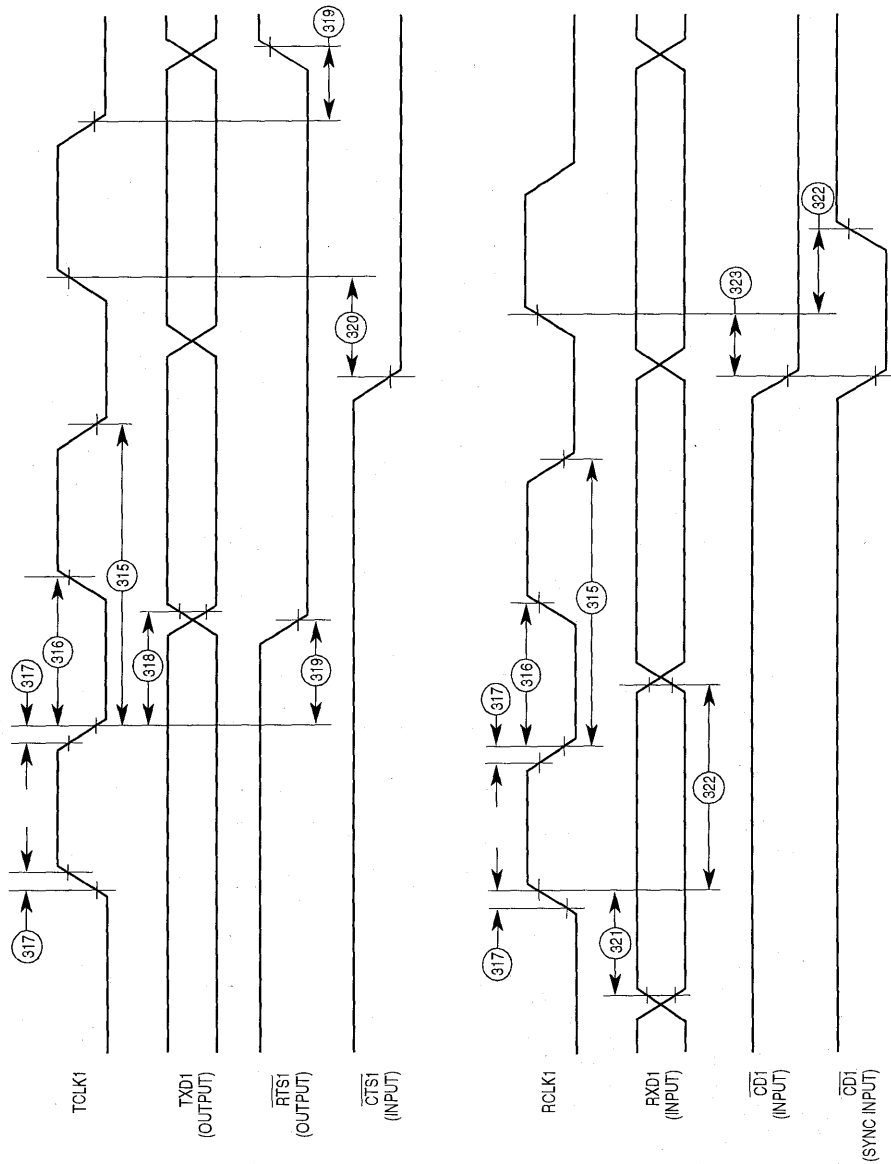 TCLK1
317
317
316
315
TXD1
(OUTPUT)
318
RTS1
(OUTPUT)
319
319
CTS1
(INPUT)
320
RCLK1
317
317
316
315
RXD1
(INPUT)
321
322
CD1
(INPUT)
323
322
CD1
(SYNC INPUT)